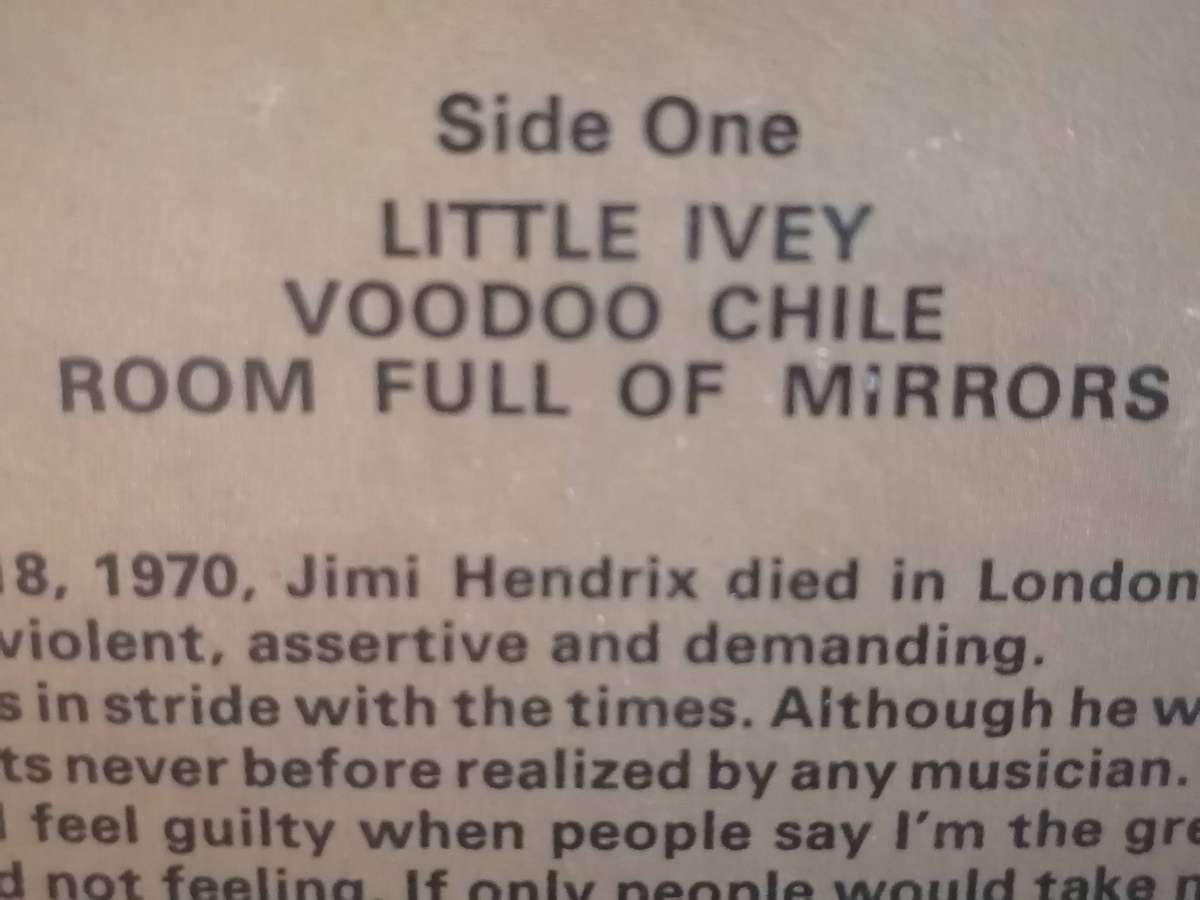 Side One
LITTLE IVEY
VOODOO CHILE
ROOM FULL OF MiRRORS
18, 1970, Jimi Hendrix died in London
violent, assertive and demanding.
s in stride with the times. Although he w
ts never before realized by any musician.
feel guilty when people say I'm the gre
d not feeling. If only people would take